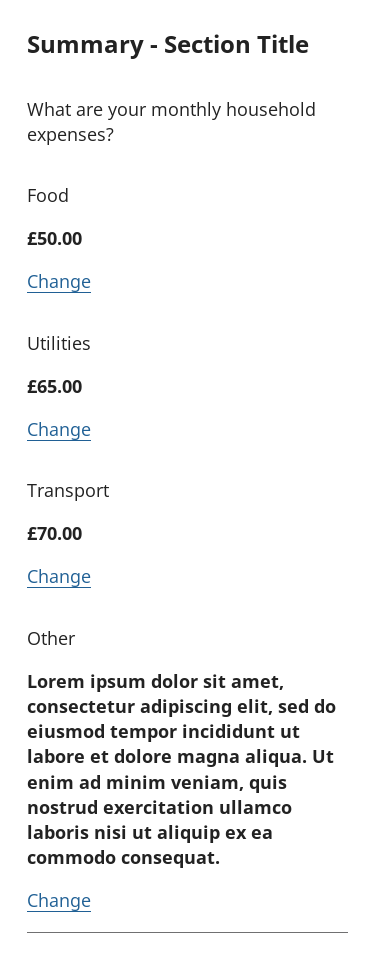 Summary - Section Title
What are your monthly household
expenses?
Food
£50.00
Change
Utilities
£65.00
Change
Transport
£70.00
Change
Other
Lorem ipsum dolor sit amet,
consectetur adipiscing elit, sed do
eiusmod tempor incididunt ut
labore et dolore magna aliqua. Ut
enim ad minim veniam, quis
nostrud exercitation ullamco
laboris nisi ut aliquip ex ea
commodo consequat.
Change